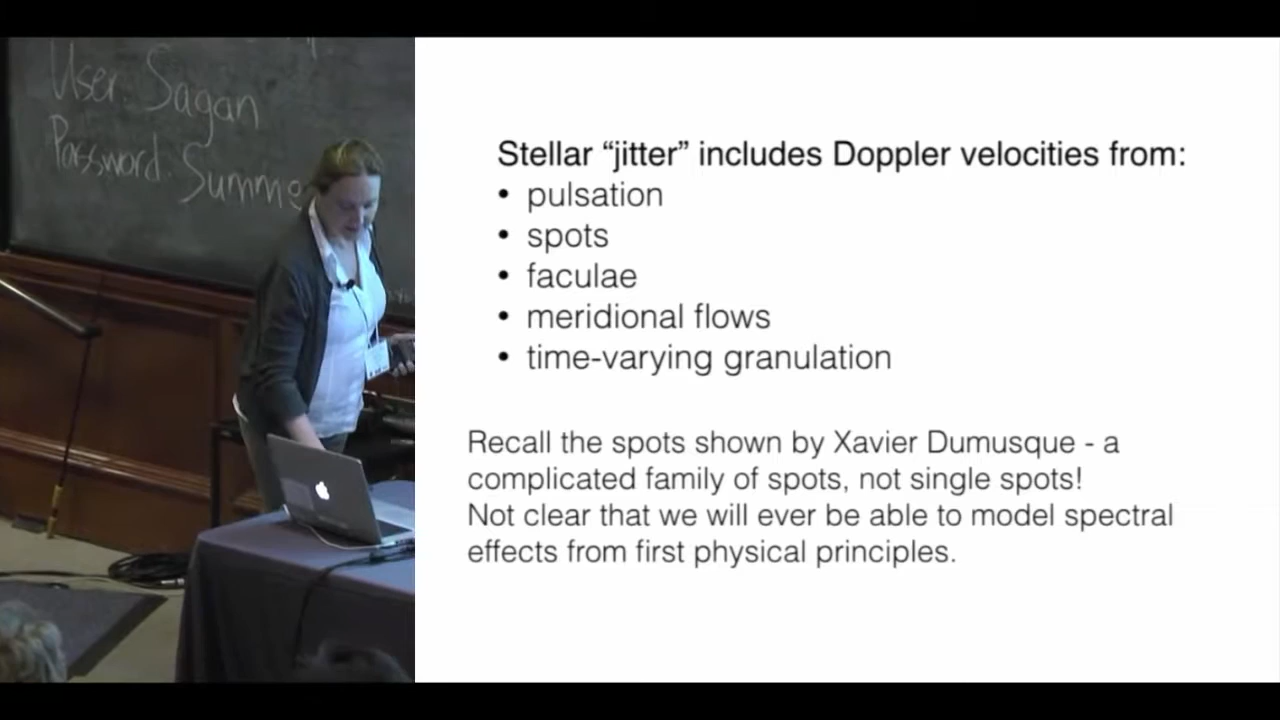 User: Sagan
Password: Summe
Stellar “jitter” includes Doppler velocities from:
• pulsation
• spots
• faculae
• meridional flows
• time-varying granulation
Recall the spots shown by Xavier Dumusque - a
complicated family of spots, not single spots!
Not clear that we will ever be able to model spectral
effects from first physical principles.